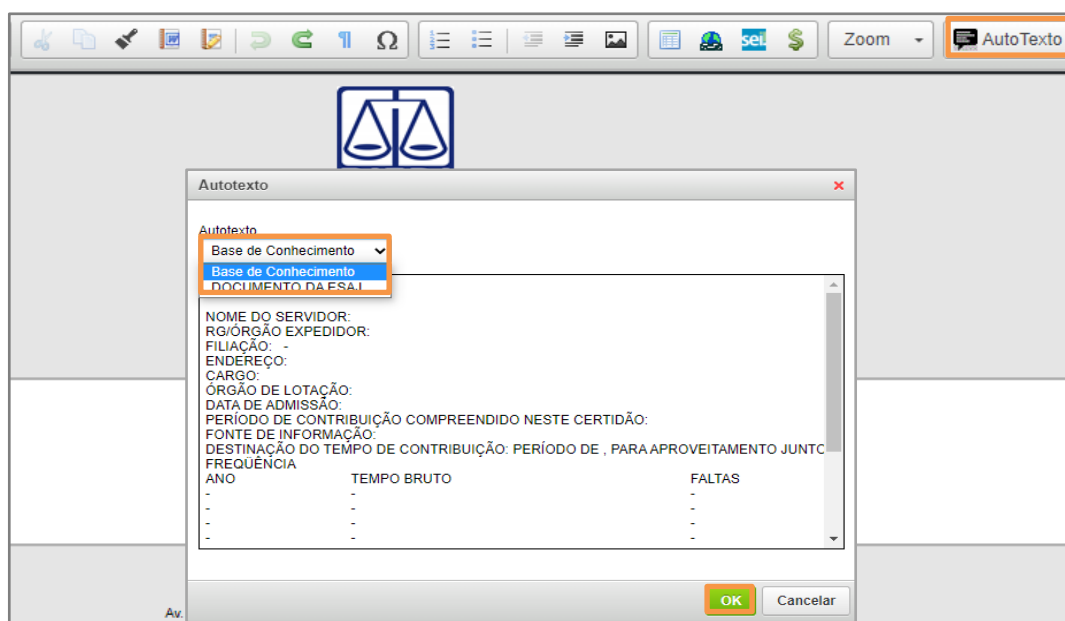 sei!
Zoom
AutoTexto
Autotexto
Autotexto
Base de Conhecimento
Base de Conhecimento
DOCUMENTO DA ESAJ
NOME DO SERVIDOR:
RG/ÓRGÃO EXPEDIDOR:
FILIAÇÃO: -
ENDEREÇO:
CARGO:
ÓRGÃO DE LOTAÇÃO:
DATA DE ADMISSÃO:
PERÍODO DE CONTRIBUIÇÃO COMPREENDIDO NESTE CERTIDÃO:
FONTE DE INFORMAÇÃO:
DESTINAÇÃO DO TEMPO DE CONTRIBUIÇÃO: PERÍODO DE , PARA APROVEITAMENTO JUNTO
FREQÜÊNCIA
ANO TEMPO BRUTO FALTAS
- - -
- - -
- - -
- - -
OK Cancelar
Av.